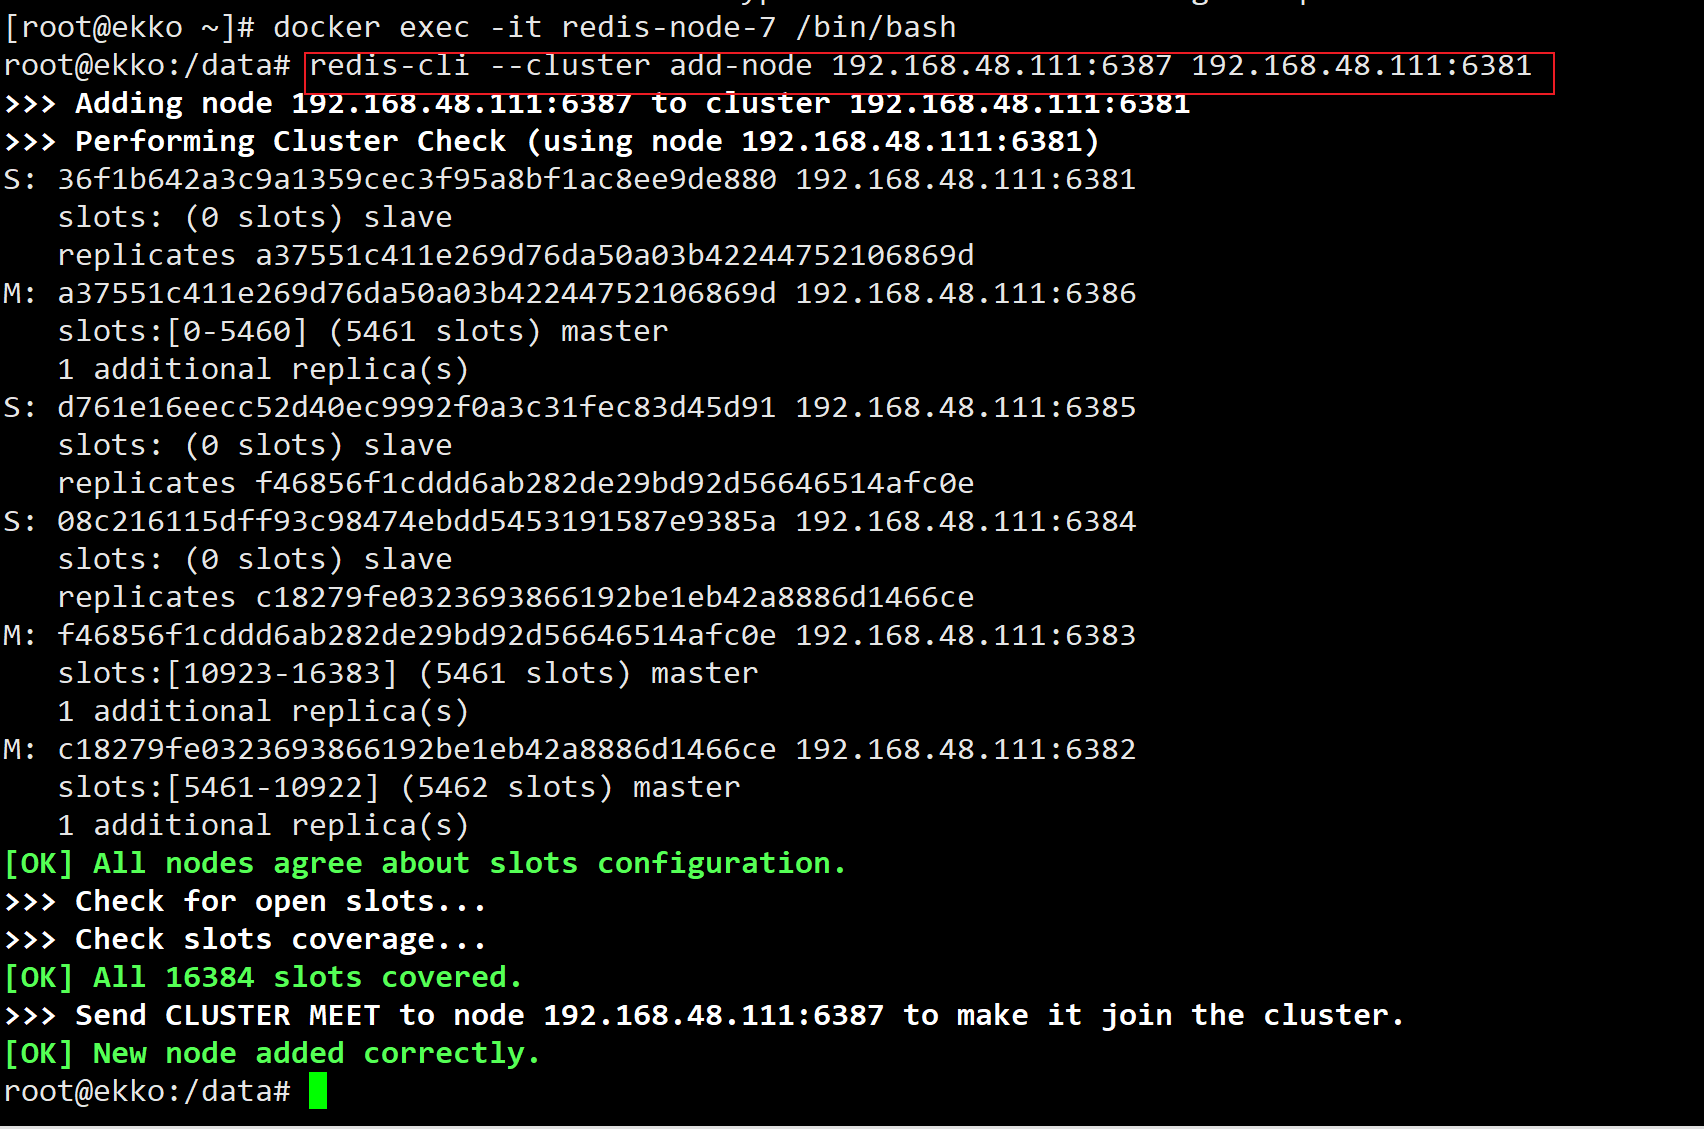 [root@ekko ~]# docker exec -it redis-node-7 /bin/bash
root@ekko:/data# redis-cli --cluster add-node 192.168.48.111:6387 192.168.48.111:6381
>>> Adding node 192.168.48.111:6387 to cluster 192.168.48.111:6381
>>> Performing Cluster Check (using node 192.168.48.111:6381)
S: 36f1b642a3c9a1359cec3f95a8bf1ac8ee9de880 192.168.48.111:6381
   slots: (0 slots) slave
   replicates a37551c411e269d76da50a03b42244752106869d
M: a37551c411e269d76da50a03b42244752106869d 192.168.48.111:6386
   slots:[0-5460] (5461 slots) master
   1 additional replica(s)
S: d761e16eecc52d40ec9992f0a3c31fec83d45d91 192.168.48.111:6385
   slots: (0 slots) slave
   replicates f46856f1cddd6ab282de29bd92d56646514afc0e
S: 08c216115dff93c98474ebdd5453191587e9385a 192.168.48.111:6384
   slots: (0 slots) slave
   replicates c18279fe0323693866192be1eb42a8886d1466ce
M: f46856f1cddd6ab282de29bd92d56646514afc0e 192.168.48.111:6383
   slots:[10923-16383] (5461 slots) master
   1 additional replica(s)
M: c18279fe0323693866192be1eb42a8886d1466ce 192.168.48.111:6382
   slots:[5461-10922] (5462 slots) master
   1 additional replica(s)
[OK] All nodes agree about slots configuration.
>>> Check for open slots...
>>> Check slots coverage...
[OK] All 16384 slots covered.
>>> Send CLUSTER MEET to node 192.168.48.111:6387 to make it join the cluster.
[OK] New node added correctly.
root@ekko:/data#